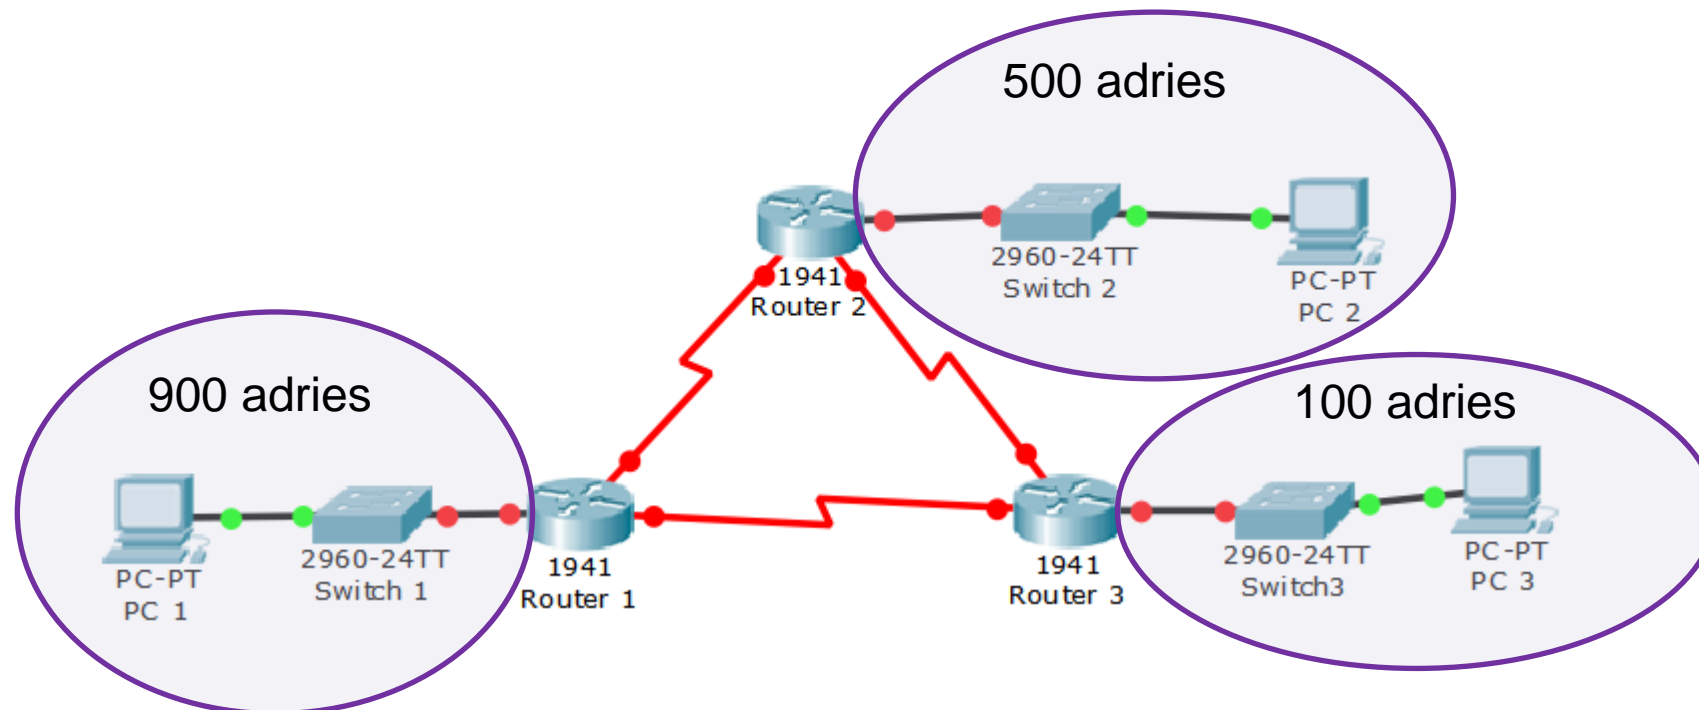 500 adries
2960-24TT
Switch 2
PC-PT
PC 2
1941
Router 2
900 adries
PC-PT
PC 1
2960-24TT
Switch 1
1941
Router 1
100 adries
1941
Router 3
2960-24TT
Switch3
PC-PT
PC 3